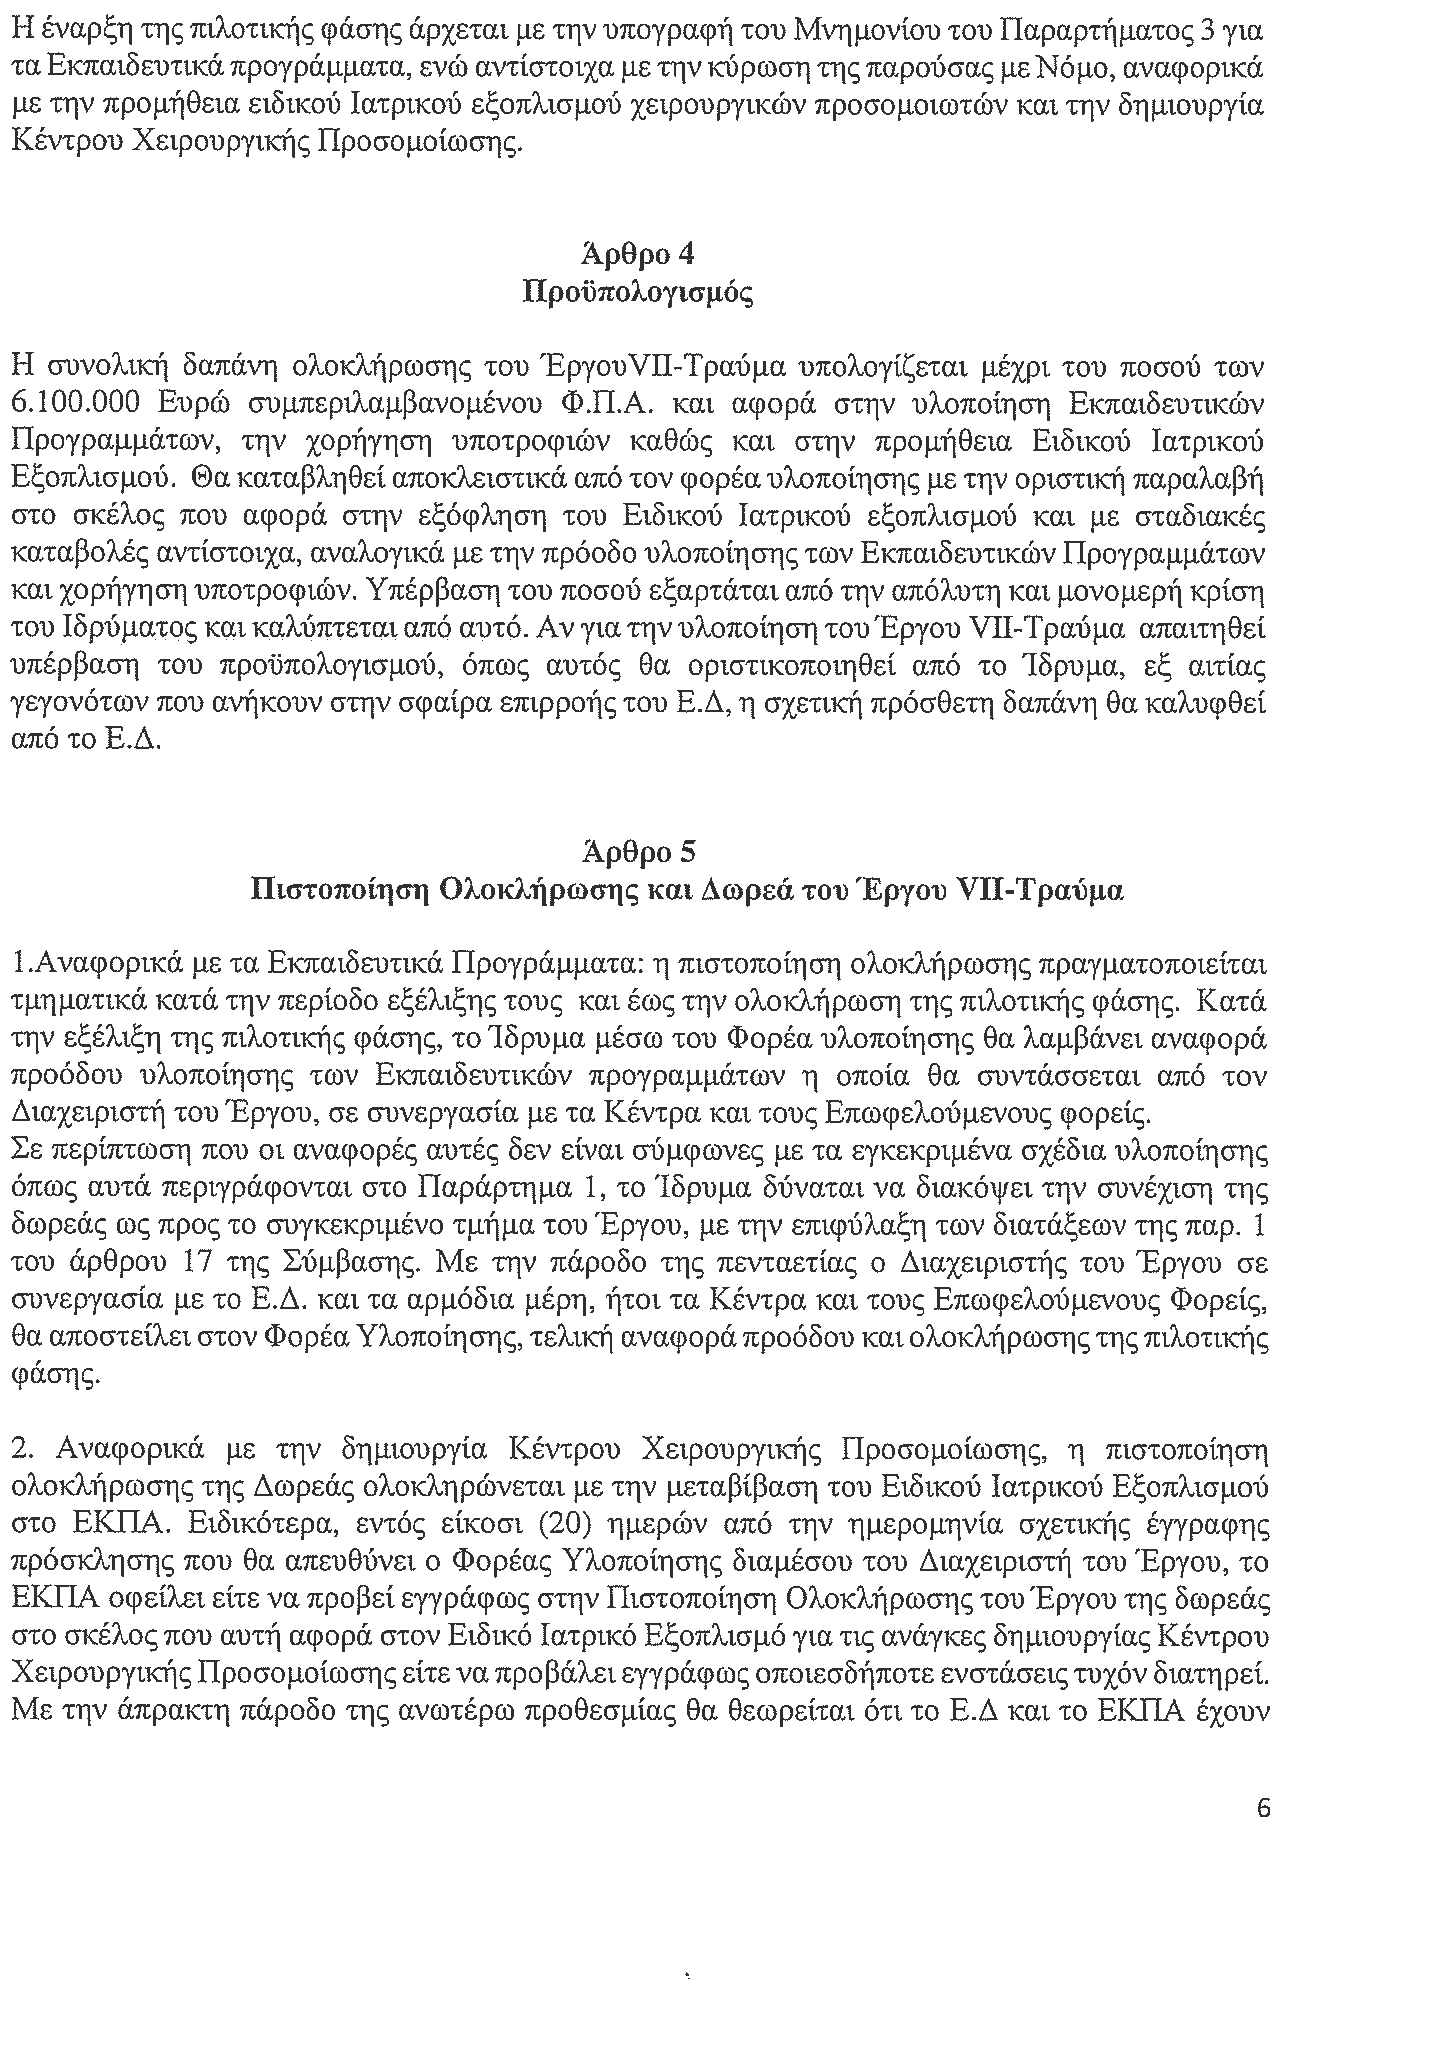 Η έναρξη της πιλοτικής φάσης άρχεται με την υπογραφή του Μνημονίου του Παραρτήματος 3 για
τα Εκπαιδευτικά προγράμματα, ενώ αντίστοιχα με την κύρωση της παρούσας με Νόμο, αναφορικά
με την προμήθεια ειδικού Ιατρικού εξοπλισμού χειρουργικών προσομοιωτών και την δημιουργία
Κέντρου Χειρουργικής Προσομοίωσης.
Άρθρο 4
Προϋπολογισμός
Η συνολική δαπάνη ολοκλήρωσης του ΈργουVII-Τραύμα υπολογίζεται μέχρι του ποσού των
6.100.000 Ευρώ συμπεριλαμβανομένου Φ.Π.Α. και αφορά στην υλοποίηση Εκπαιδευτικών
Προγραμμάτων, την χορήγηση υποτροφιών καθώς και στην προμήθεια Ειδικού Ιατρικού
Εξοπλισμού. Θα καταβληθεί αποκλειστικά από τον φορέα υλοποίησης με την οριστική παραλαβή
στο σκέλος που αφορά στην εξόφληση του Ειδικού Ιατρικού εξοπλισμού και με σταδιακές
καταβολές αντίστοιχα, αναλογικά με την πρόοδο υλοποίησης των Εκπαιδευτικών Προγραμμάτων
και χορήγηση υποτροφιών. Υπέρβαση του ποσού εξαρτάται από την απόλυτη και μονομερή κρίση
του Ιδρύματος και καλύπτεται από αυτό. Αν για την υλοποίηση του Έργου VII-Τραύμα απαιτηθεί
υπέρβαση του προϋπολογισμού, όπως αυτός θα οριστικοποιηθεί από το Ίδρυμα, εξ αιτίας
γεγονότων που ανήκουν στην σφαίρα επιρροής του Ε.Δ, η σχετική πρόσθετη δαπάνη θα καλυφθεί
από το Ε.Δ.
Άρθρο 5
Πιστοποίηση Ολοκλήρωσης και Δωρεά του Έργου VII-Τραύμα
1.Αναφορικά με τα Εκπαιδευτικά Προγράμματα: η πιστοποίηση ολοκλήρωσης πραγματοποιείται
τμηματικά κατά την περίοδο εξέλιξης τους και έως την ολοκλήρωση της πιλοτικής φάσης. Κατά
την εξέλιξη της πιλοτικής φάσης, το Ίδρυμα μέσω του Φορέα υλοποίησης θα λαμβάνει αναφορά
προόδου υλοποίησης των Εκπαιδευτικών προγραμμάτων η οποία θα συντάσσεται από τον
Διαχειριστή του Έργου, σε συνεργασία με τα Κέντρα και τους Επωφελούμενους φορείς.
Σε περίπτωση που οι αναφορές αυτές δεν είναι σύμφωνες με τα εγκεκριμένα σχέδια υλοποίησης
όπως αυτά περιγράφονται στο Παράρτημα 1, το Ίδρυμα δύναται να διακόψει την συνέχιση της
δωρεάς ως προς το συγκεκριμένο τμήμα του Έργου, με την επιφύλαξη των διατάξεων της παρ. 1
του άρθρου 17 της Σύμβασης. Με την πάροδο της πενταετίας ο Διαχειριστής του Έργου σε
συνεργασία με το Ε.Δ. και τα αρμόδια μέρη, ήτοι τα Κέντρα και τους Επωφελούμενους Φορείς,
θα αποστείλει στον Φορέα Υλοποίησης, τελική αναφορά προόδου και ολοκλήρωσης της πιλοτικής
φάσης.
2. Αναφορικά με την δημιουργία Κέντρου Χειρουργικής Προσομοίωσης, η πιστοποίηση
ολοκλήρωσης της Δωρεάς ολοκληρώνεται με την μεταβίβαση του Ειδικού Ιατρικού Εξοπλισμού
στο ΕΚΠΑ. Ειδικότερα, εντός είκοσι (20) ημερών από την ημερομηνία σχετικής έγγραφης
πρόσκλησης που θα απευθύνει ο Φορέας Υλοποίησης διαμέσου του Διαχειριστή του Έργου, το
ΕΚΠΑ οφείλει είτε να προβεί εγγράφως στην Πιστοποίηση Ολοκλήρωσης του Έργου της δωρεάς
στο σκέλος που αυτή αφορά στον Ειδικό Ιατρικό Εξοπλισμό για τις ανάγκες δημιουργίας Κέντρου
Χειρουργικής Προσομοίωσης είτε να προβάλει εγγράφως οποιεσδήποτε ενστάσεις τυχόν διατηρεί.
Με την άπρακτη πάροδο της ανωτέρω προθεσμίας θα θεωρείται ότι το Ε.Δ και το ΕΚΠΑ έχουν
6